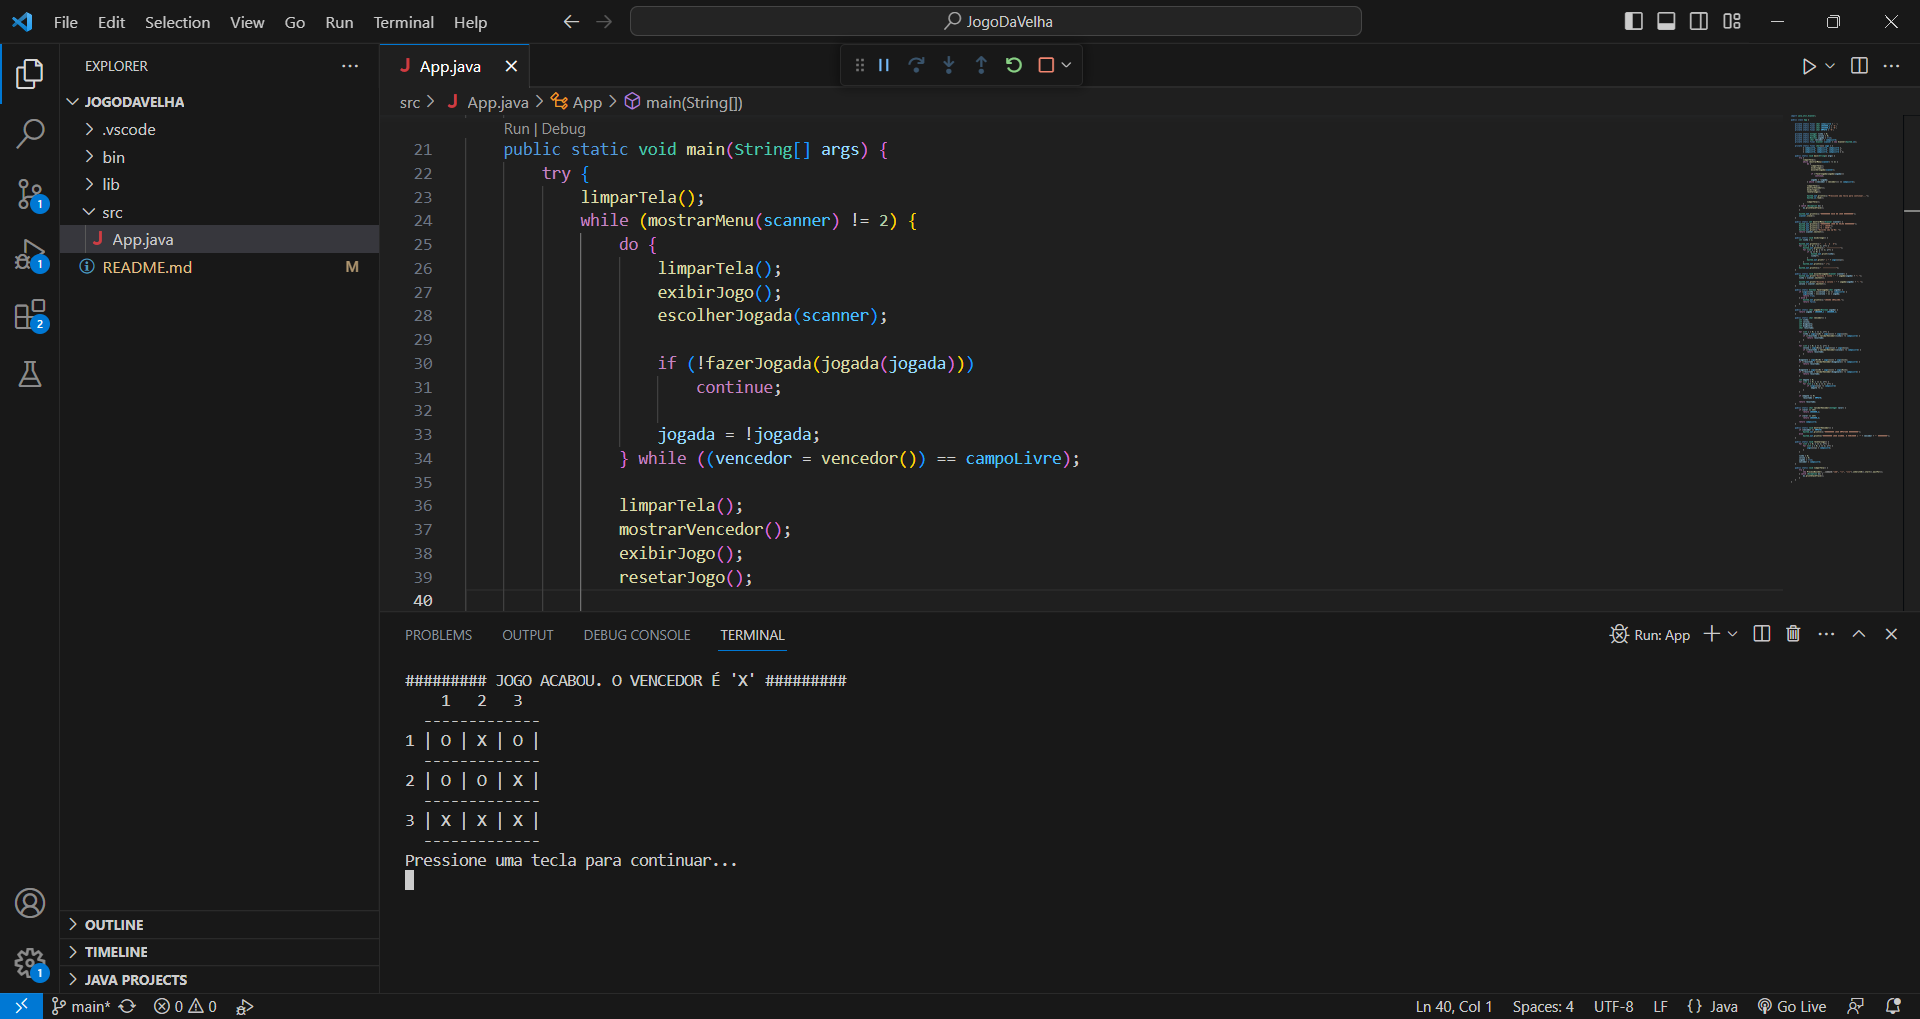 File Edit Selection View Go Run Terminal Help
JogoDaVelha
EXPLORER
JOGODAVELHA
.vscode
bin
lib
src
App.java
README.md M
1
1
2
1
App.java
src > App.java > App > main(String[])
Run | Debug
21 public static void main(String[] args) {
22 try {
23 limparTela();
24 while (mostrarMenu(scanner) != 2) {
25 do {
26 limparTela();
27 exibirJogo();
28 escolherJogada(scanner);
29
30 if (!fazerJogada(jogada(jogada)))
31 continue;
32
33 jogada = !jogada;
34 } while ((vencedor = vencedor()) == campoLivre);
35
36 limparTela();
37 mostrarVencedor();
38 exibirJogo();
39 resetarJogo();
40
PROBLEMS OUTPUT DEBUG CONSOLE TERMINAL
Run: App
######### JOGO ACABOU. O VENCEDOR É 'X' #########
1 2 3
-------------
1 | O | X | O |
-------------
2 | O | O | X |
-------------
3 | X | X | X |
-------------
Pressione uma tecla para continuar...
OUTLINE
TIMELINE
JAVA PROJECTS
main* 0 0
Ln 40, Col 1 Spaces: 4 UTF-8 LF {} Java Go Live